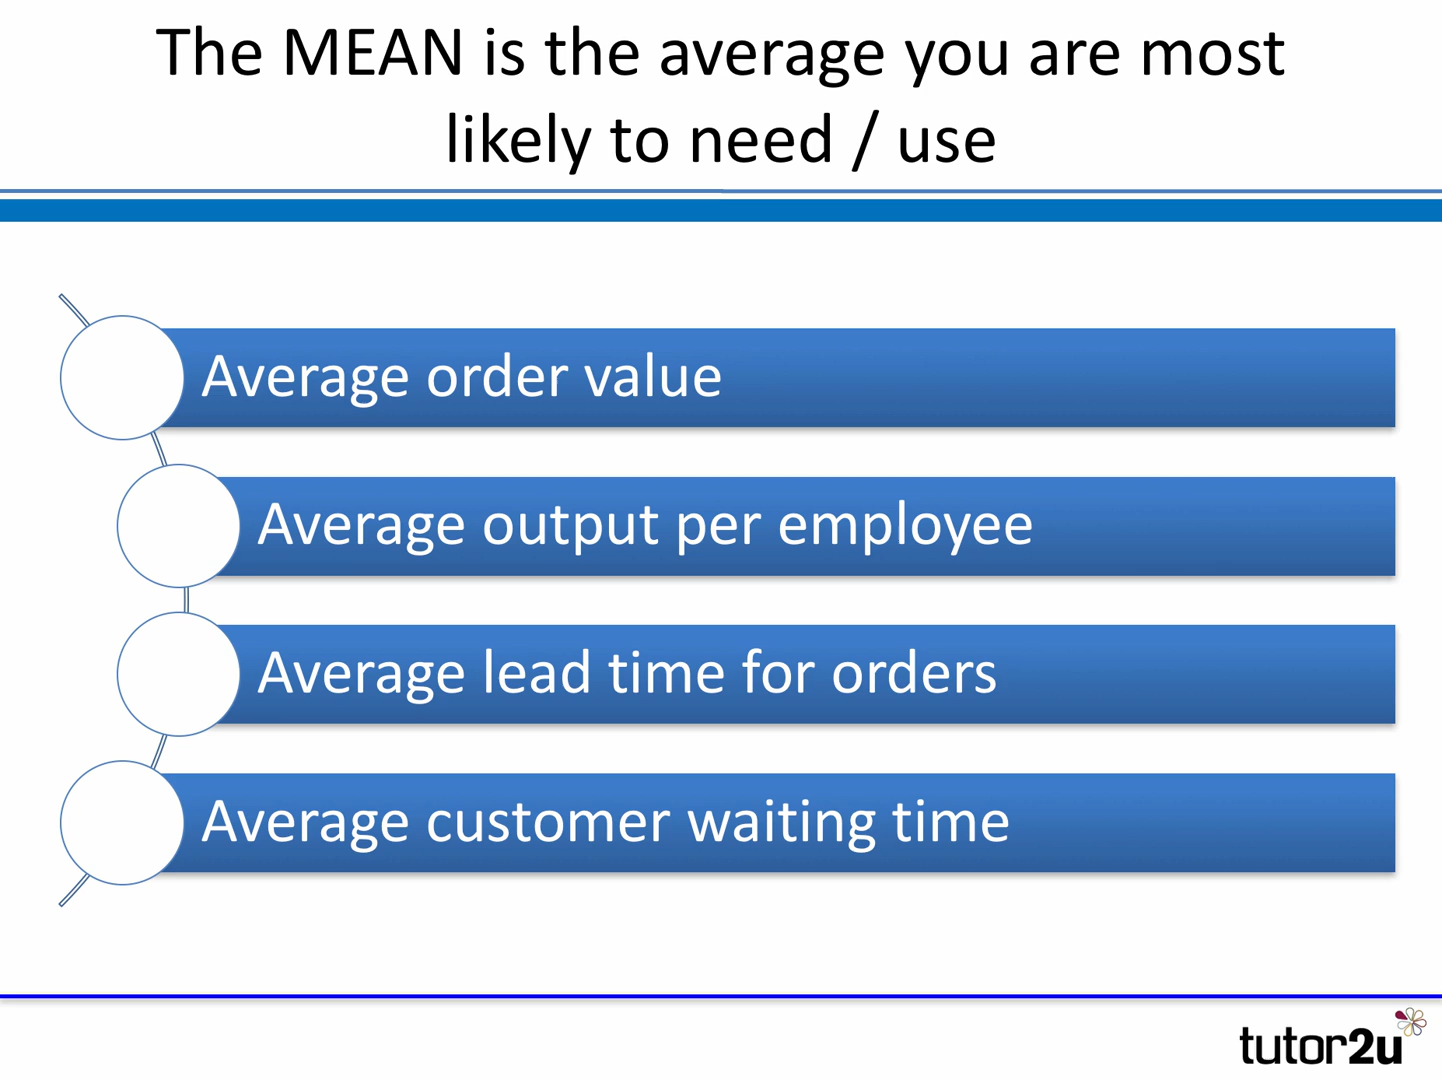 The MEAN is the average you are most
likely to need / use
Average order value
Average output per employee
Average lead time for orders
Average customer waiting time
tutor2u